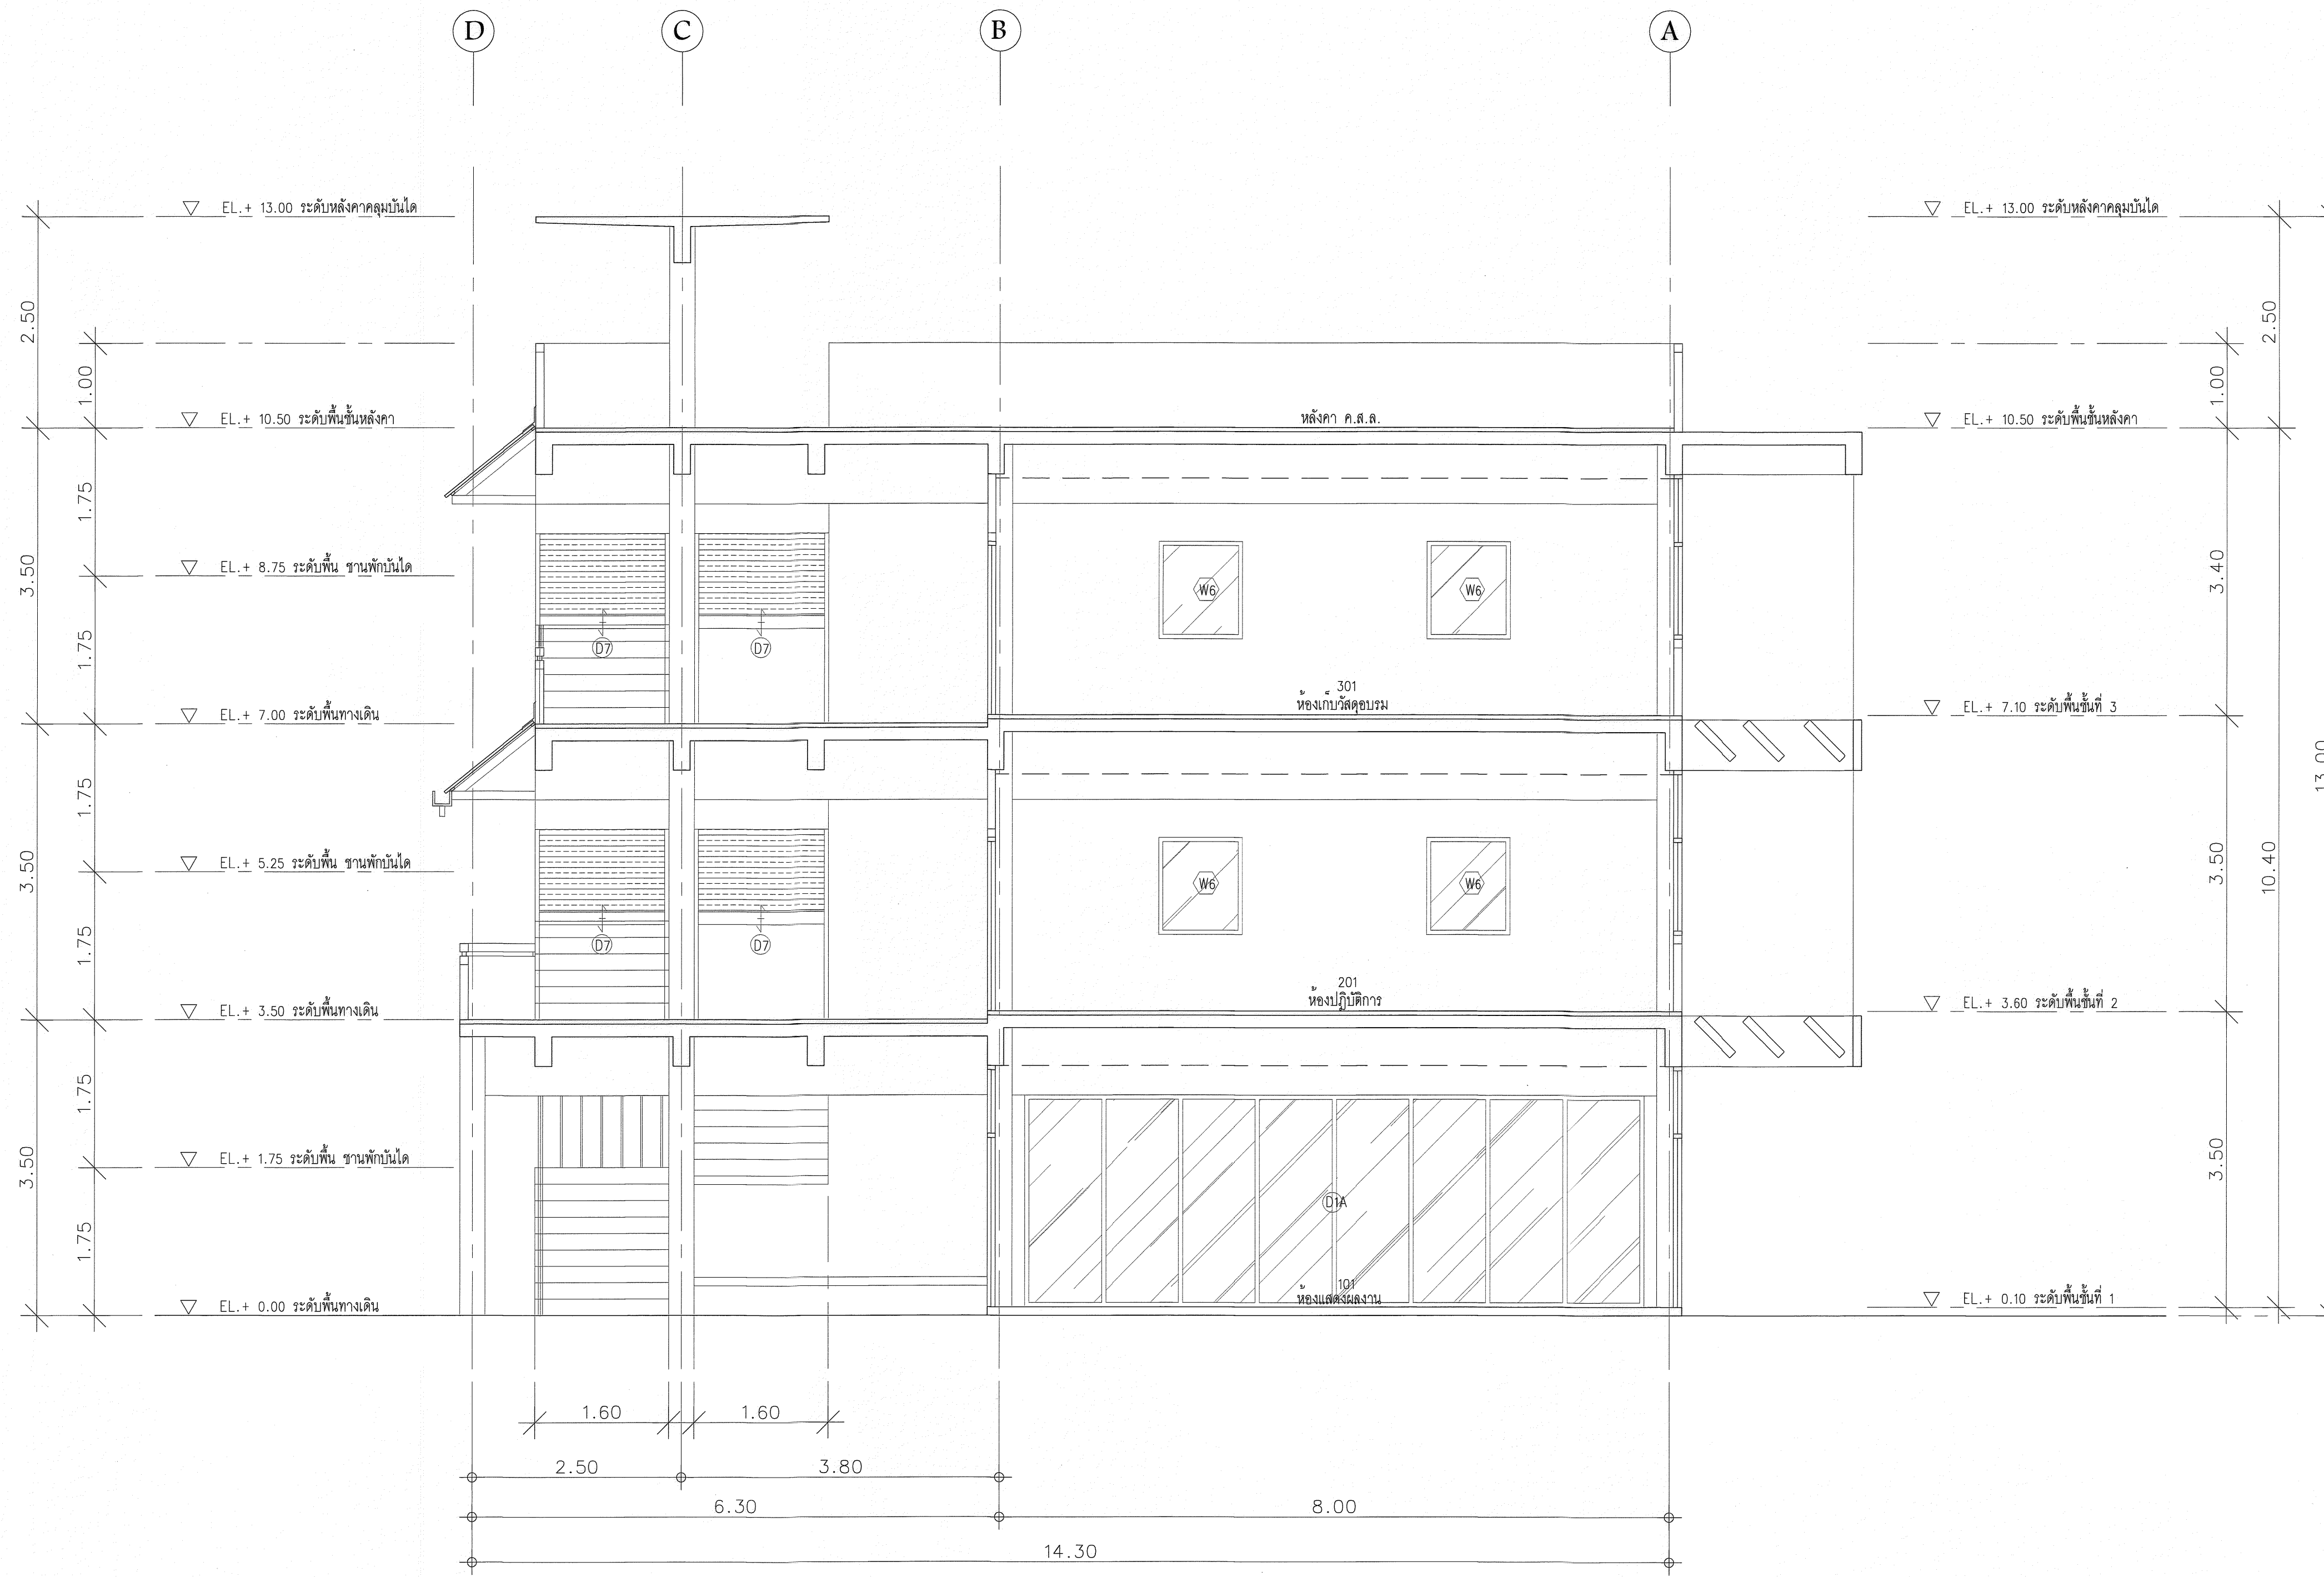 D C B A
EL.+ 13.00 ระดับหลังคาคลุมบันได
EL.+ 13.00 ระดับหลังคาคลุมบันได
2.50
2.50
1.00
1.00
EL.+ 10.50 ระดับพื้นชั้นหลังคา
หลังคา ค.ส.ล.
EL.+ 10.50 ระดับพื้นชั้นหลังคา
1.75
3.50
3.40
EL.+ 8.75 ระดับพื้น ชานพักบันได
W6 W6
D7 D7
1.75
301
ห้องเก็บวัสดุอบรม
EL.+ 7.00 ระดับพื้นทางเดิน
EL.+ 7.10 ระดับพื้นชั้นที่ 3
13.00
1.75
3.50
3.50
10.40
EL.+ 5.25 ระดับพื้น ชานพักบันได
W6 W6
D7 D7
1.75
201
ห้องปฏิบัติการ
EL.+ 3.50 ระดับพื้นทางเดิน
EL.+ 3.60 ระดับพื้นชั้นที่ 2
1.75
3.50
3.50
EL.+ 1.75 ระดับพื้น ชานพักบันได
D1A
1.75
101
ห้องแสดงผลงาน
EL.+ 0.00 ระดับพื้นทางเดิน
EL.+ 0.10 ระดับพื้นชั้นที่ 1
1.60 1.60
2.50 3.80
6.30 8.00
14.30